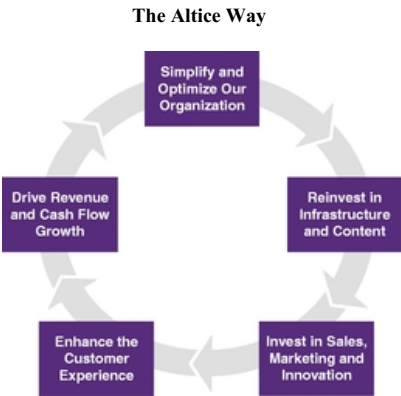 The Altice Way
Simplify and
Optimize Our
Organization
Reinvest in
Infrastructure
and Content
Invest in Sales,
Marketing and
Innovation
Enhance the
Customer
Experience
Drive Revenue
and Cash Flow
Growth